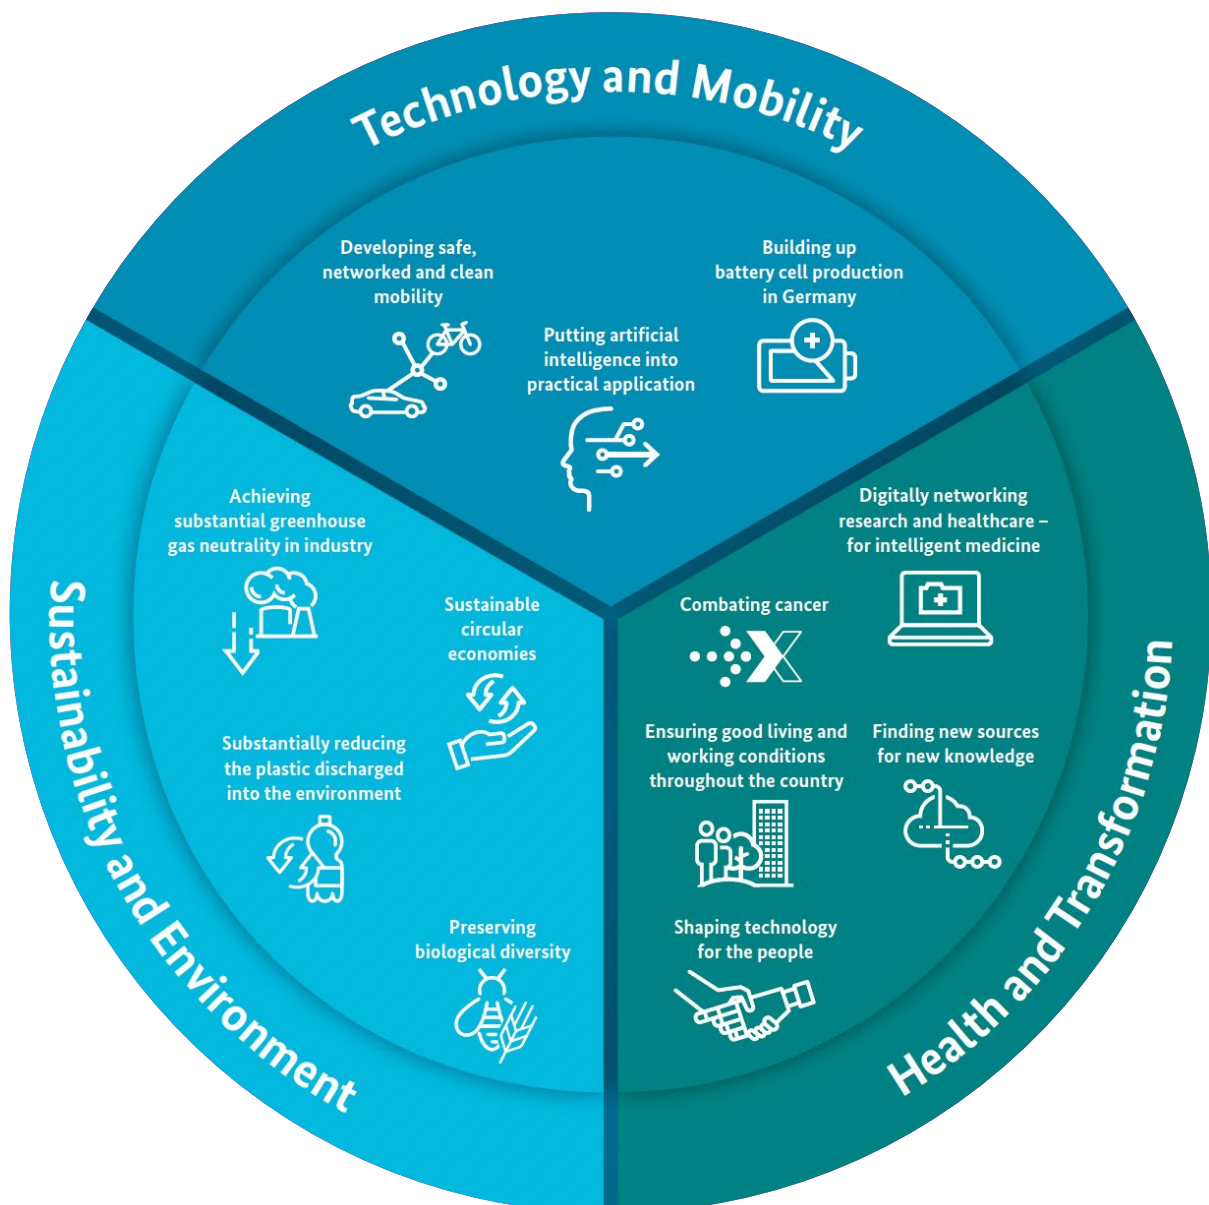 Technology and Mobility
Developing safe,
networked and clean
mobility
Putting artificial
intelligence into
practical application
Building up
battery cell production
in Germany
Sustainability and Environment
Achieving
substantial greenhouse
gas neutrality in industry
Sustainable
circular
economies
Substantially reducing
the plastic discharged
into the environment
Preserving
biological diversity
Health and Transformation
Digitally networking
research and healthcare –
for intelligent medicine
Combating cancer
Ensuring good living and
working conditions
throughout the country
Finding new sources
for new knowledge
Shaping technology
for the people